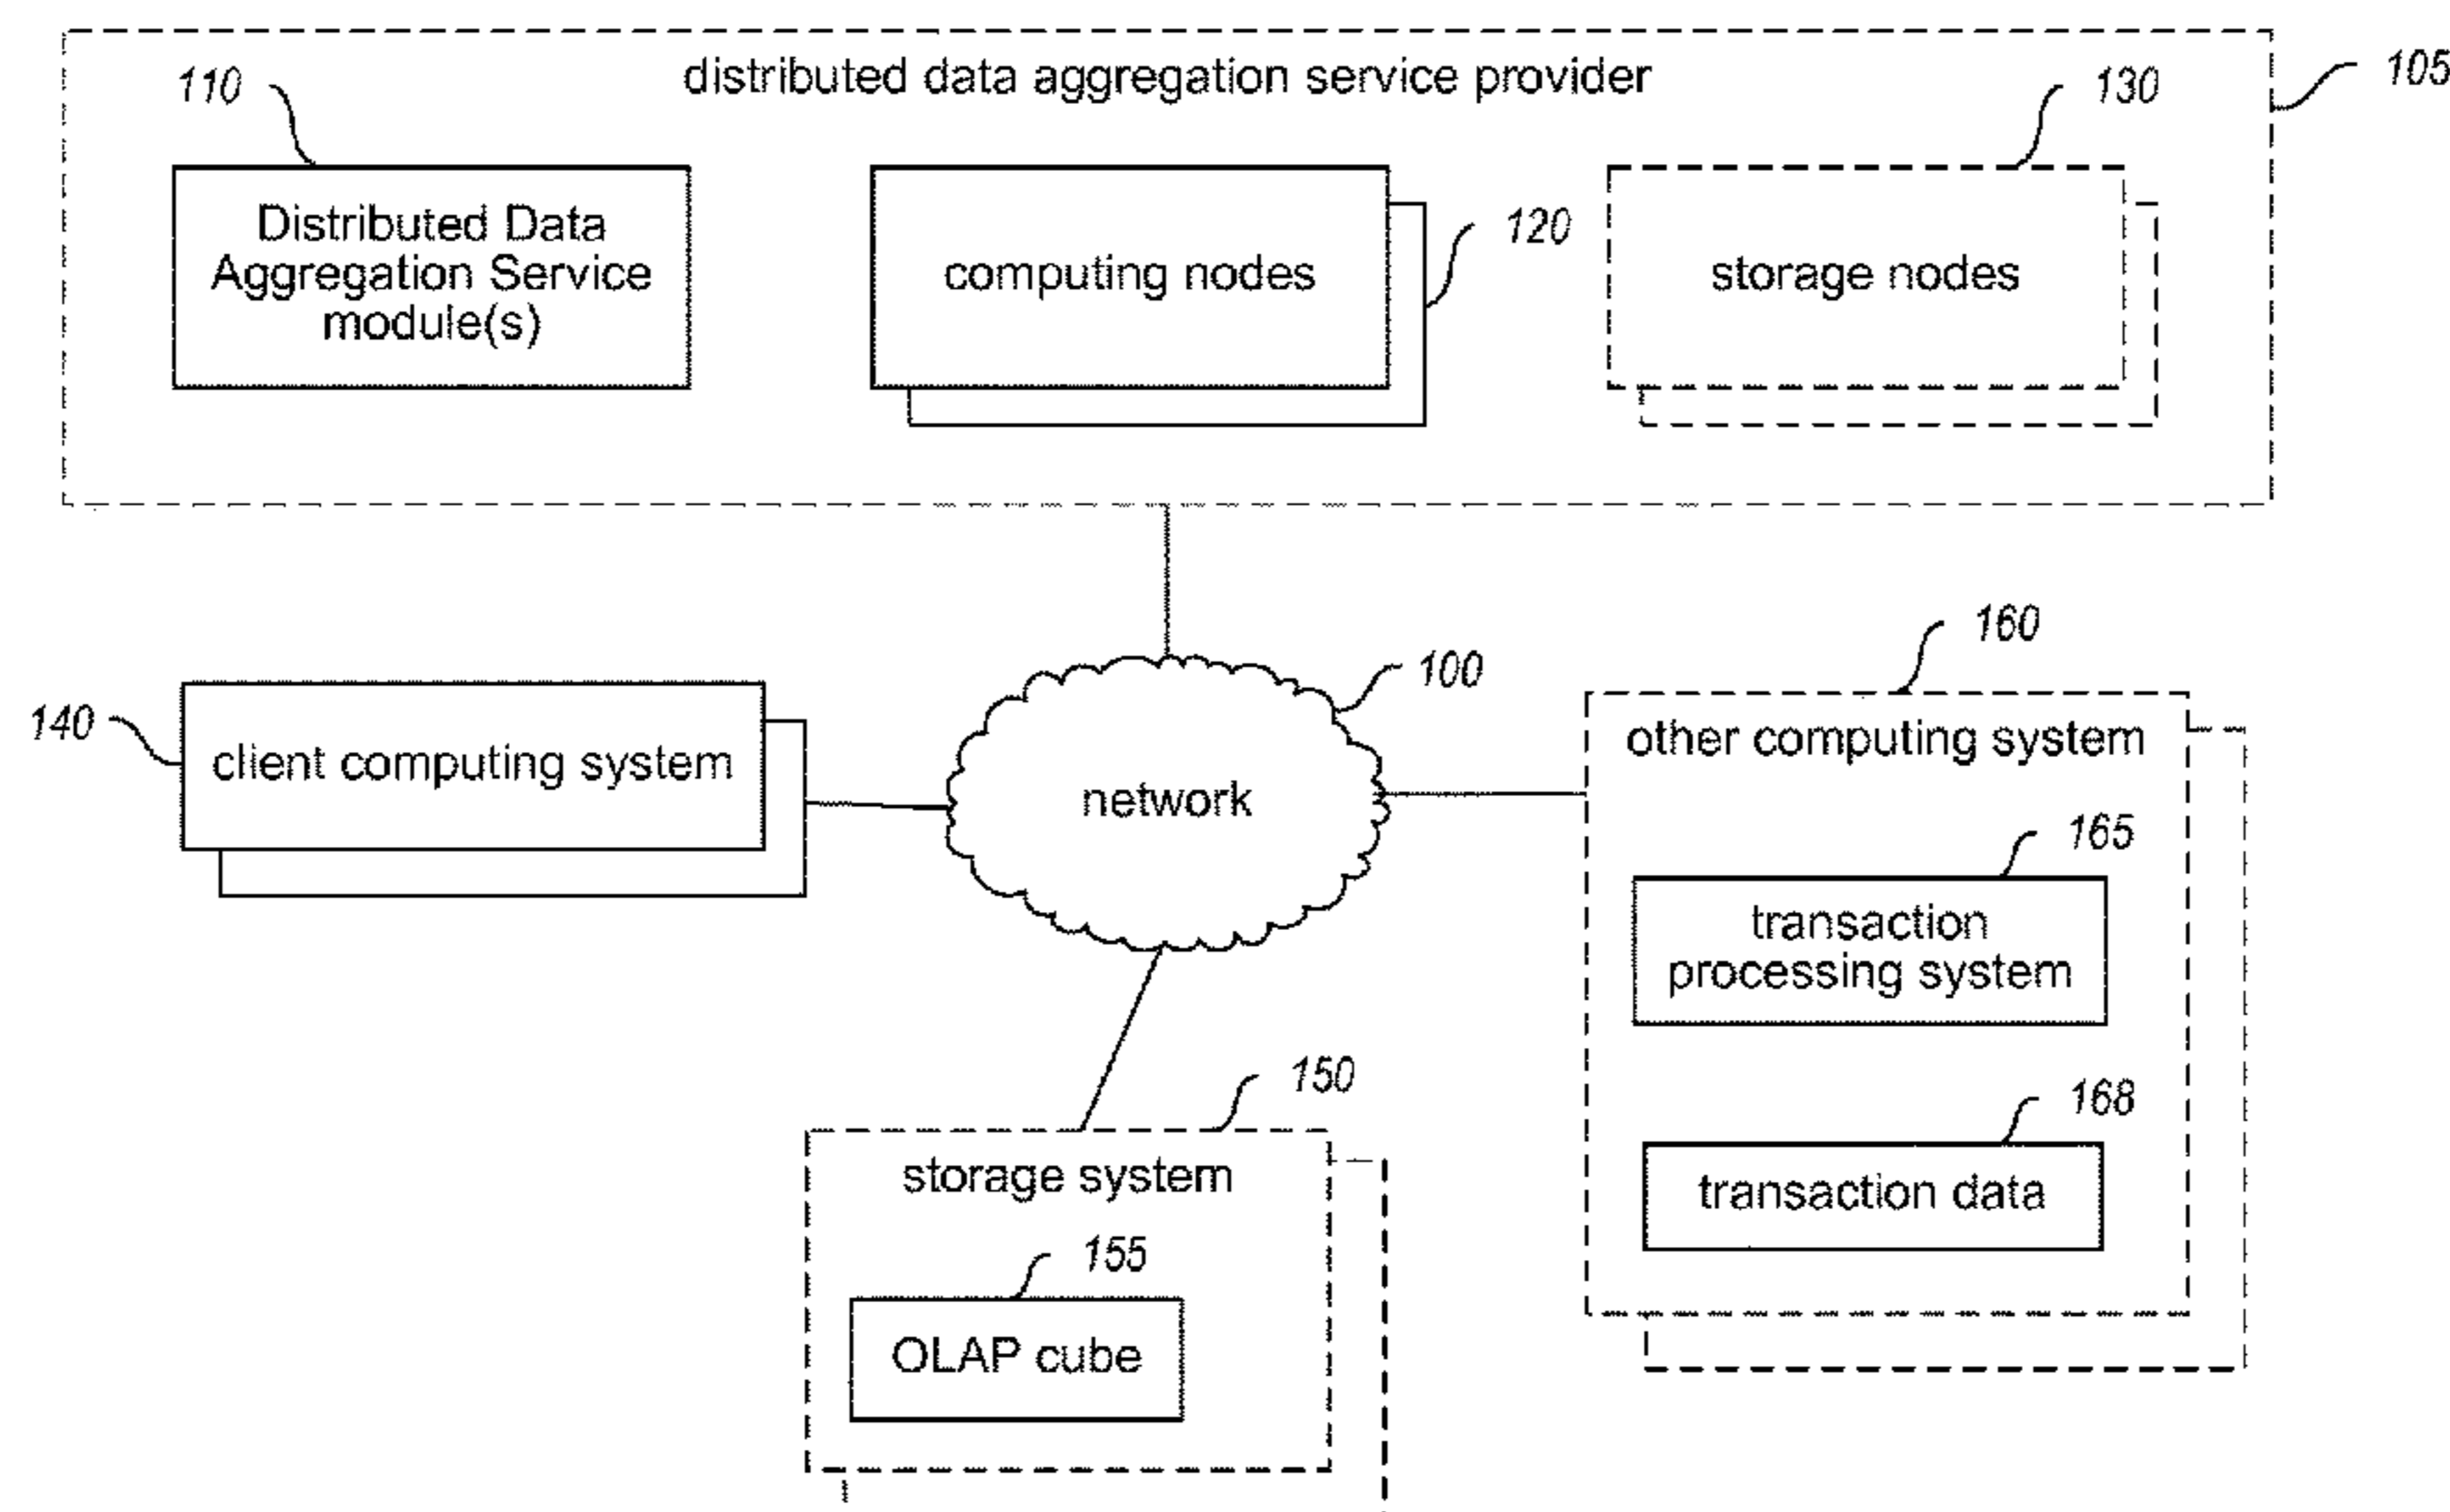 distributed data aggregation service provider
105
110
130
Distributed Data
Aggregation Service
module(s)
computing nodes
120
storage nodes
160
100
140
client computing system
network
other computing system
165
transaction
processing system
150
storage system
168
transaction data
155
OLAP cube